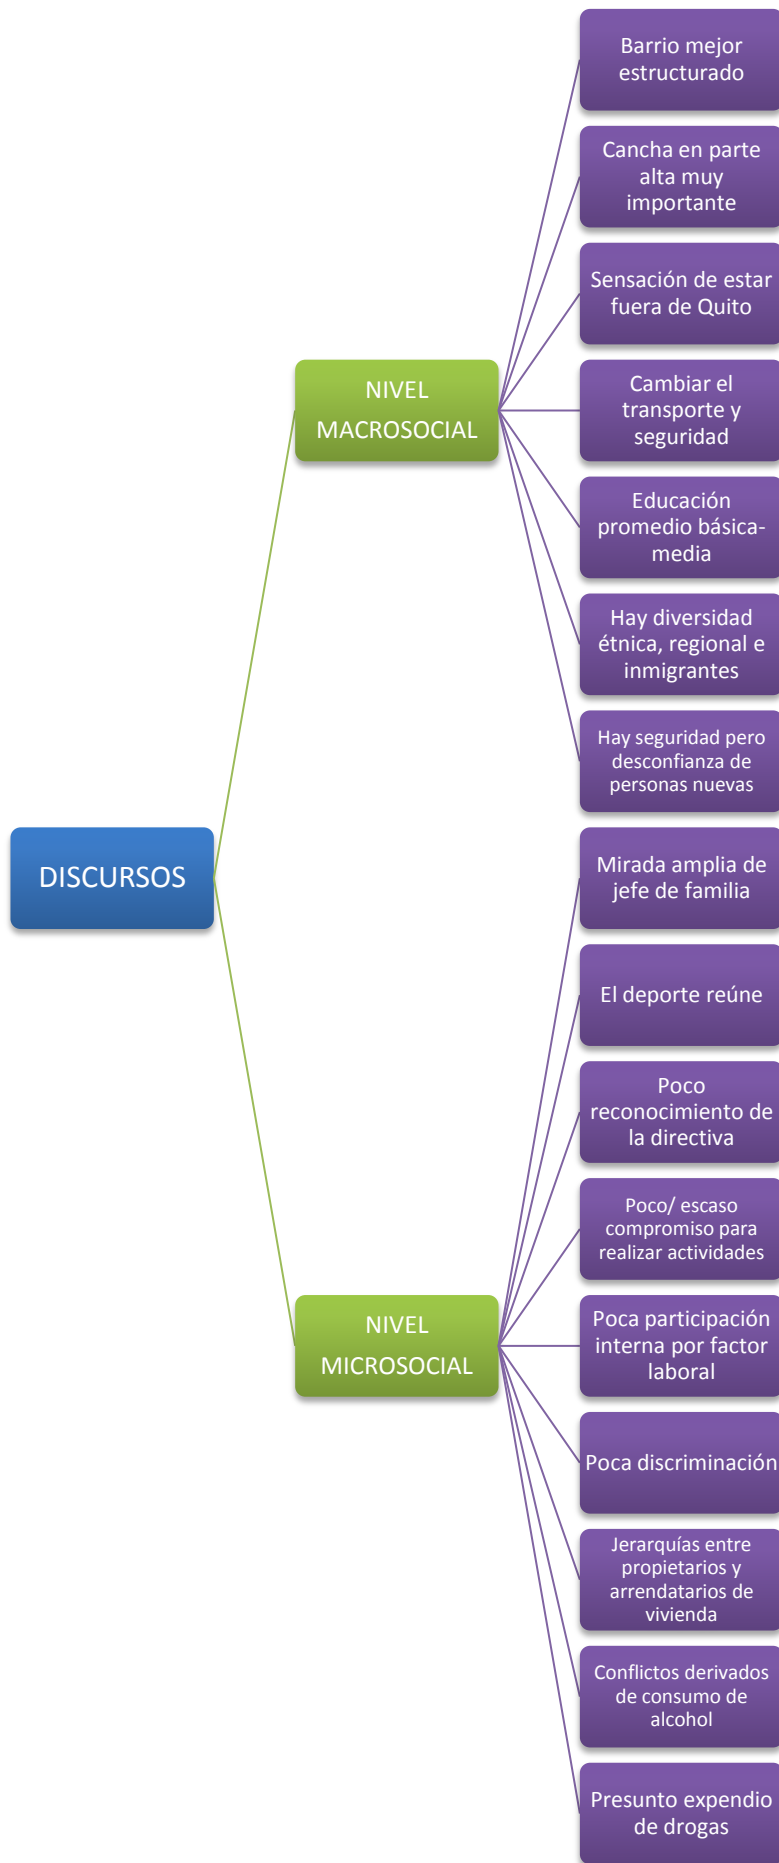 DISCURSOS
NIVEL
MACROSOCIAL
Barrio mejor
estructurado
Cancha en parte
alta muy
importante
Sensación de estar
fuera de Quito
Cambiar el
transporte y
seguridad
Educación
promedio básica-
media
Hay diversidad
étnica, regional e
inmigrantes
Hay seguridad pero
desconfianza de
personas nuevas
NIVEL
MICROSOCIAL
Mirada amplia de
jefe de familia
El deporte reúne
Poco
reconocimiento de
la directiva
Poco/ escaso
compromiso para
realizar actividades
Poca participación
interna por factor
laboral
Poca discriminación
Jerarquías entre
propietarios y
arrendatarios de
vivienda
Conflictos derivados
de consumo de
alcohol
Presunto expendio
de drogas